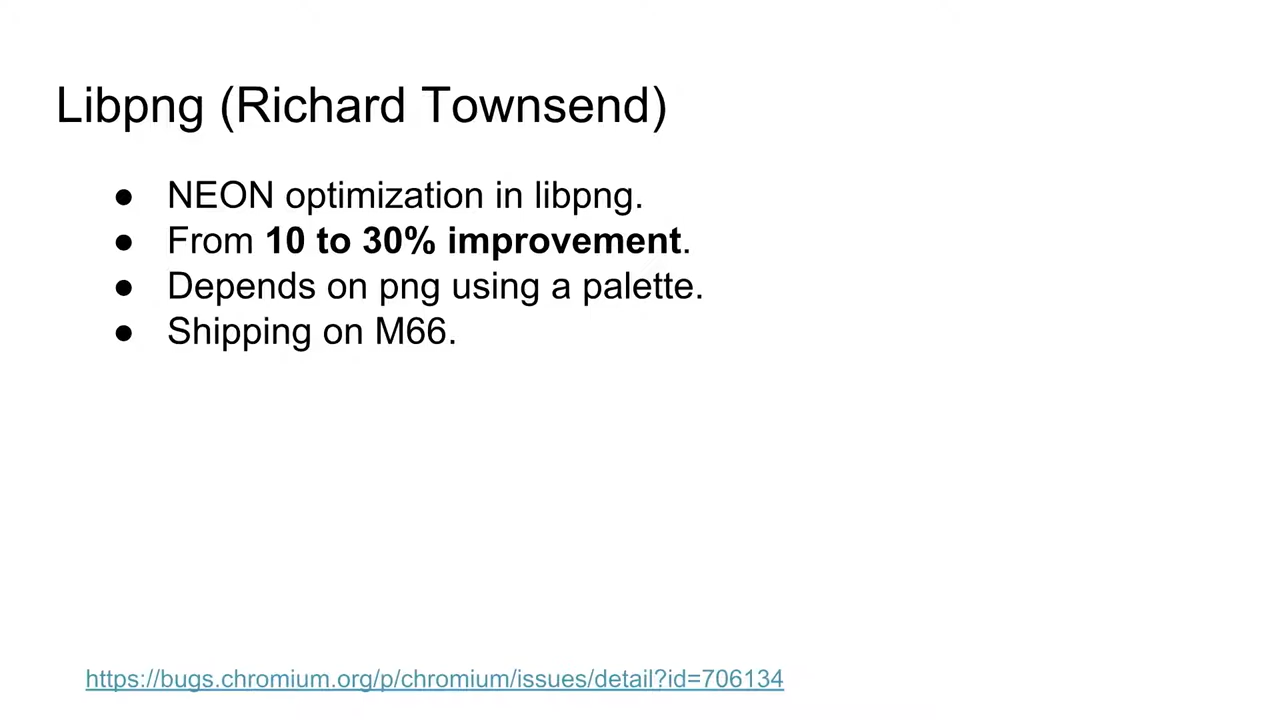 Libpng (Richard Townsend)
● NEON optimization in libpng.
● From 10 to 30% improvement.
● Depends on png using a palette.
● Shipping on M66.
https://bugs.chromium.org/p/chromium/issues/detail?id=706134